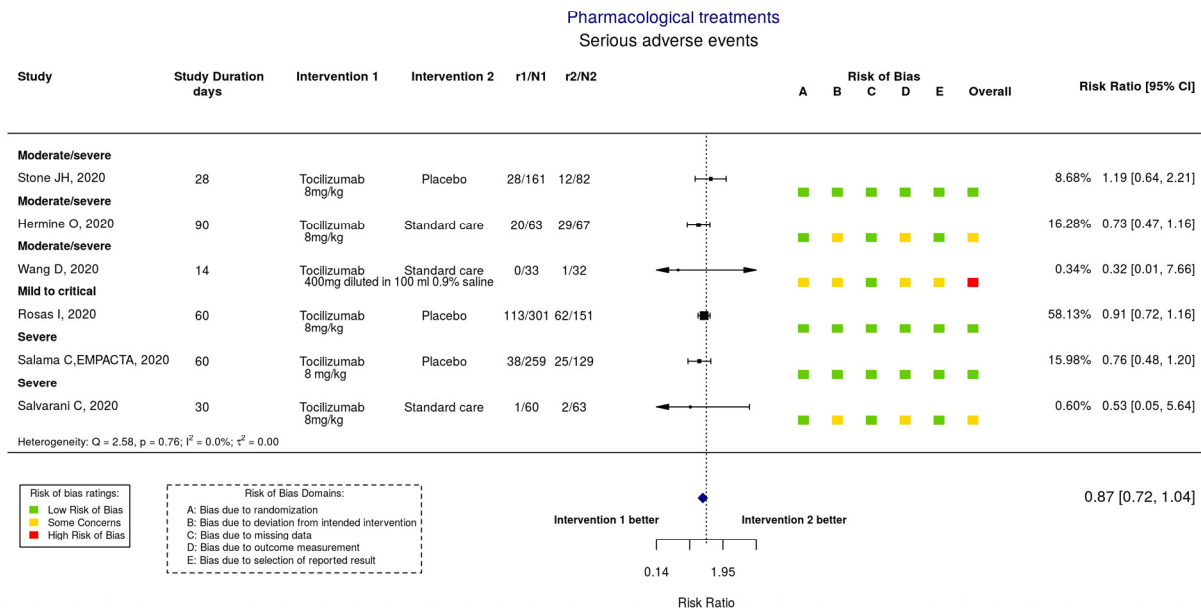 Pharmacological treatments
Serious adverse events
Study Study Duration days Intervention 1 Intervention 2 r1/N1 r2/N2 Risk of Bias Risk Ratio [95% CI]
A B C D E Overall
Moderate/severe
Stone JH, 2020 28 Tocilizumab Placebo 28/161 12/82 8.68% 1.19 [0.64, 2.21]
8mg/kg
Moderate/severe
Hermine O, 2020 90 Tocilizumab Standard care 20/63 29/67 16.28% 0.73 [0.47, 1.16]
8mg/kg
Moderate/severe
Wang D, 2020 14 Tocilizumab Standard care 0/33 1/32 0.34% 0.32 [0.01, 7.66]
400mg diluted in 100 ml 0.9% saline
Mild to critical
Rosas I, 2020 60 Tocilizumab Placebo 113/301 62/151 58.13% 0.91 [0.72, 1.16]
8mg/kg
Severe
Salama C,EMPACTA, 2020 60 Tocilizumab Placebo 38/259 25/129 15.98% 0.76 [0.48, 1.20]
8 mg/kg
Severe
Salvarani C, 2020 30 Tocilizumab Standard care 1/60 2/63 0.60% 0.53 [0.05, 5.64]
8mg/kg
Heterogeneity: Q = 2.58, p = 0.76; I² = 0.0%; τ² = 0.00
0.87 [0.72, 1.04]
Risk of bias ratings:
Low Risk of Bias
Some Concerns
High Risk of Bias
Risk of Bias Domains:
A: Bias due to randomization
B: Bias due to deviation from intended intervention
C: Bias due to missing data
D: Bias due to outcome measurement
E: Bias due to selection of reported result
Intervention 1 better Intervention 2 better
0.14 1.95
Risk Ratio